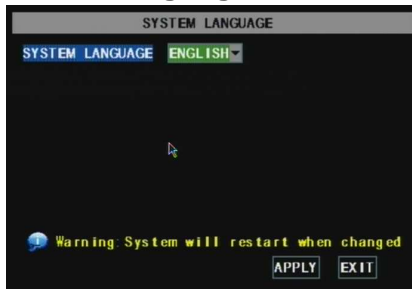 SYSTEM LANGUAGE
SYSTEM LANGUAGE ENGLISH
Warning:System will restart when changed
APPLY EXIT